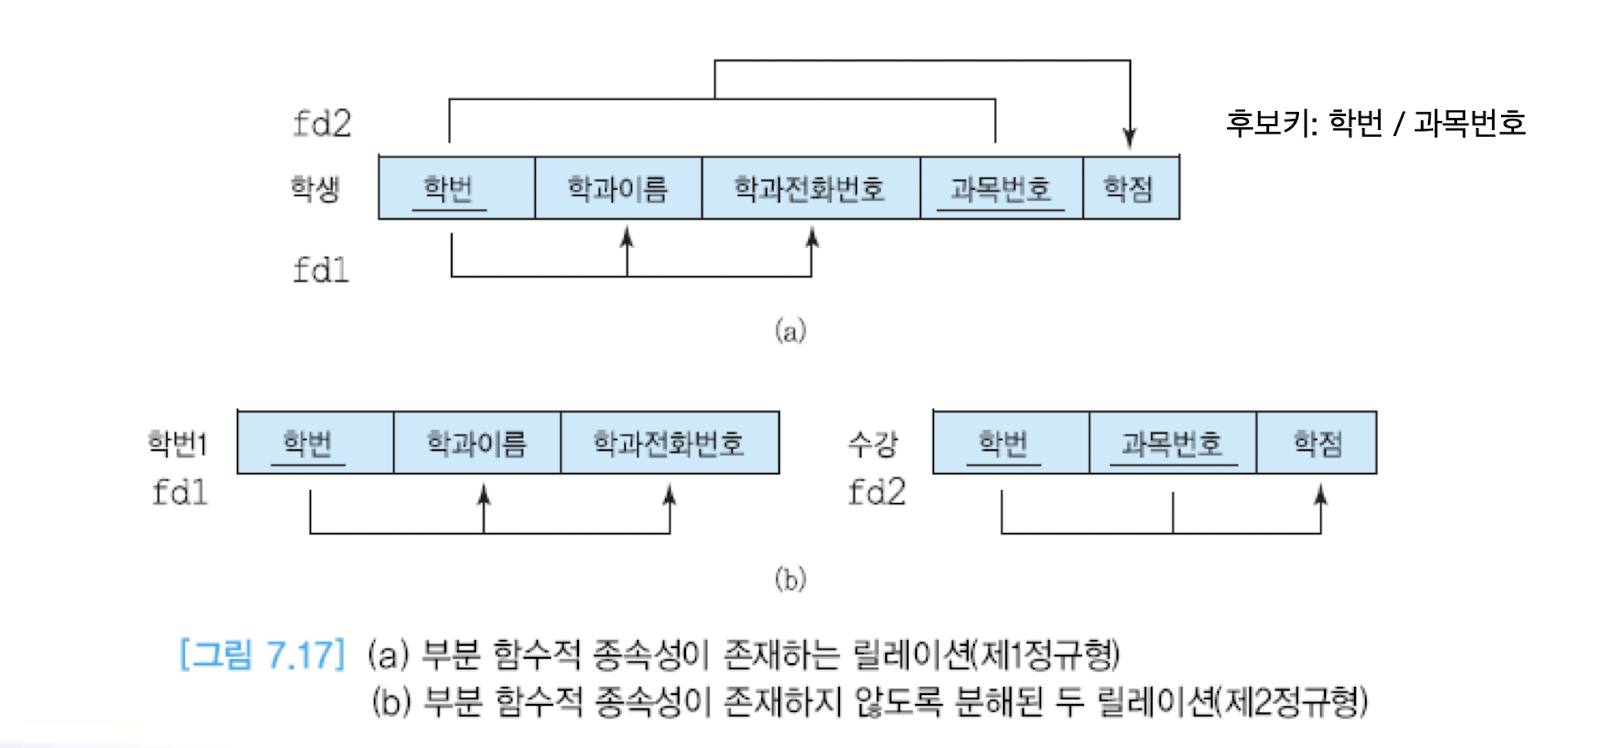 fd2
후보키: 학번 / 과목번호
학생 학번 학과이름 학과전화번호 과목번호 학점
fd1
(a)
학번1 학번 학과이름 학과전화번호
fd1
수강 학번 과목번호 학점
fd2
(b)
[그림 7.17] (a) 부분 함수적 종속성이 존재하는 릴레이션(제1정규형)
(b) 부분 함수적 종속성이 존재하지 않도록 분해된 두 릴레이션(제2정규형)